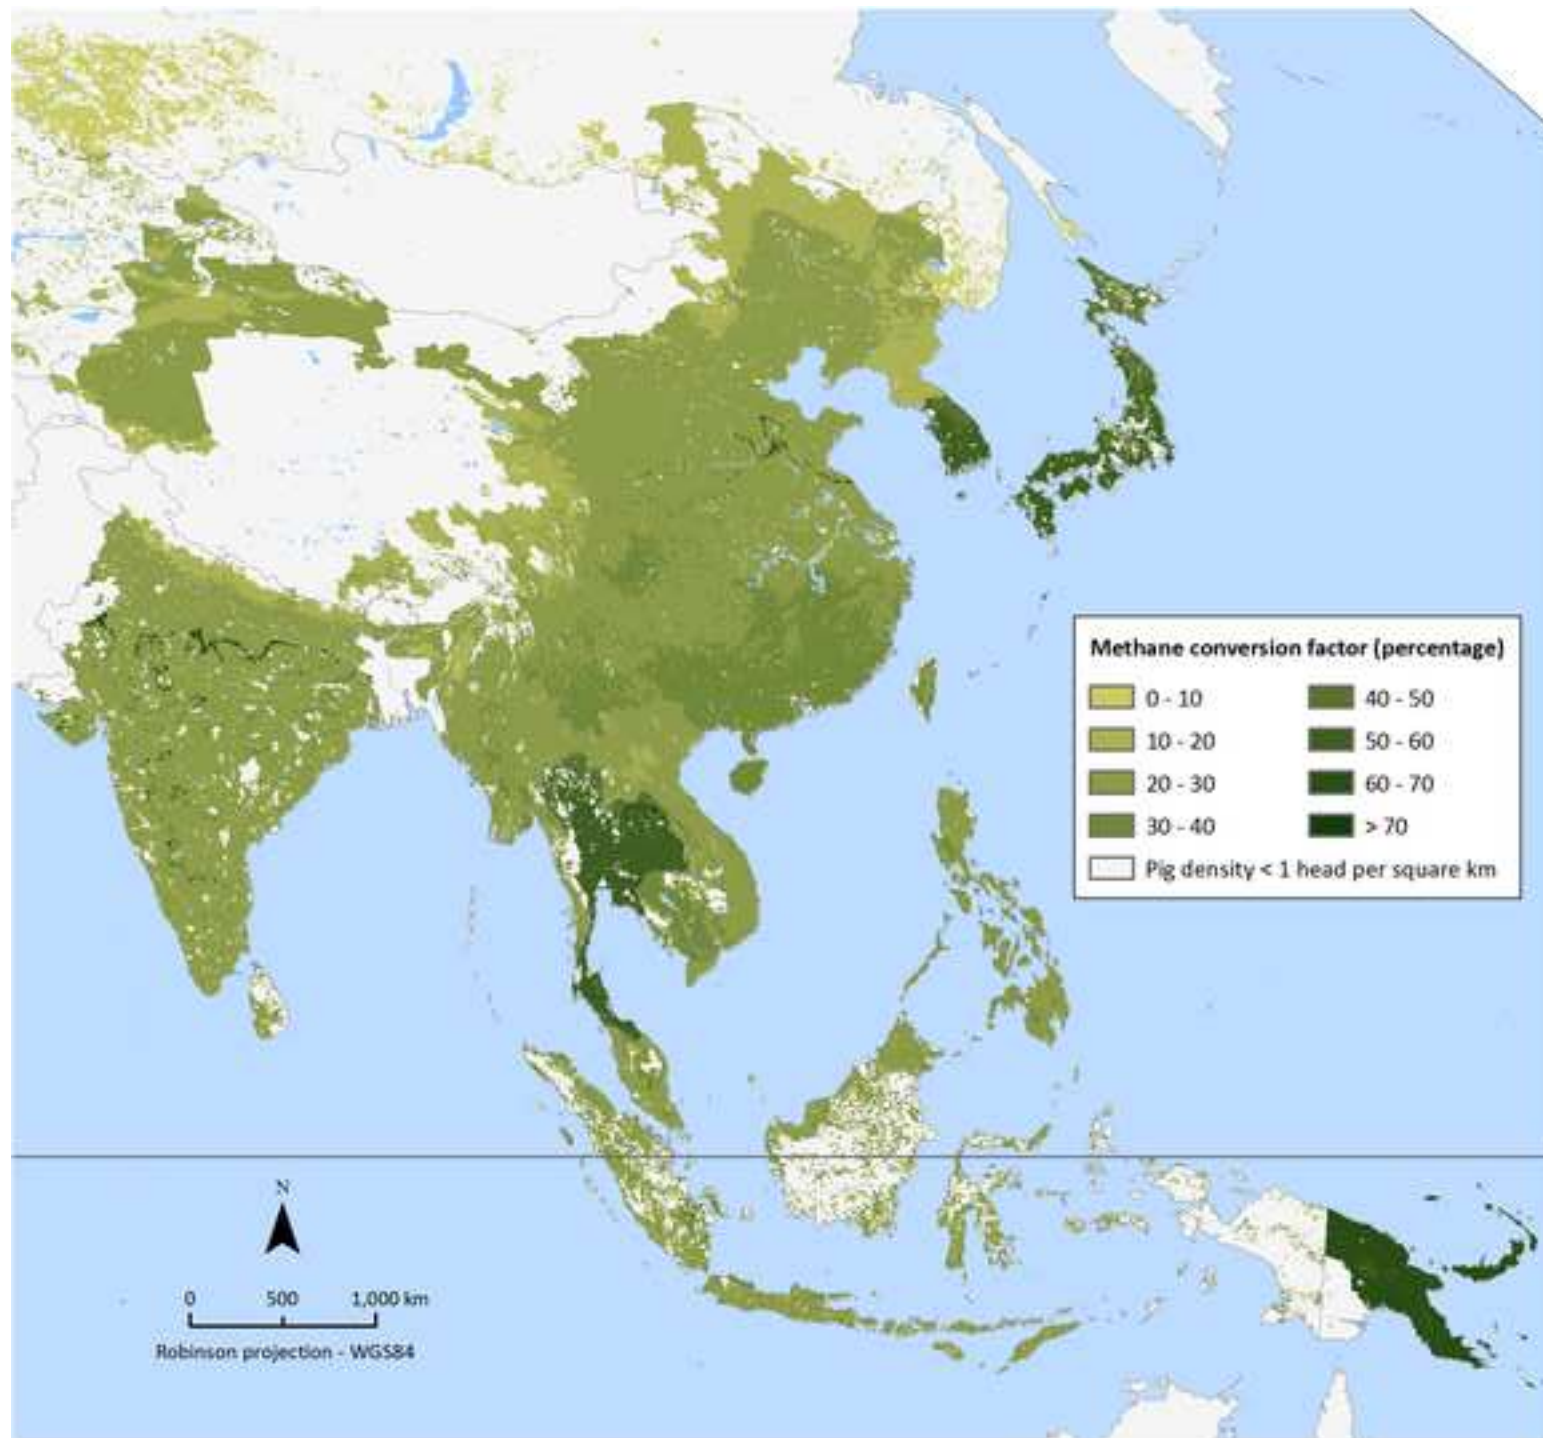 Methane conversion factor (percentage)
0 - 10
40 - 50
10 - 20
50 - 60
20 - 30
60 - 70
30 - 40
> 70
Pig density < 1 head per square km
N
0 500 1,000 km
Robinson projection - WGS84